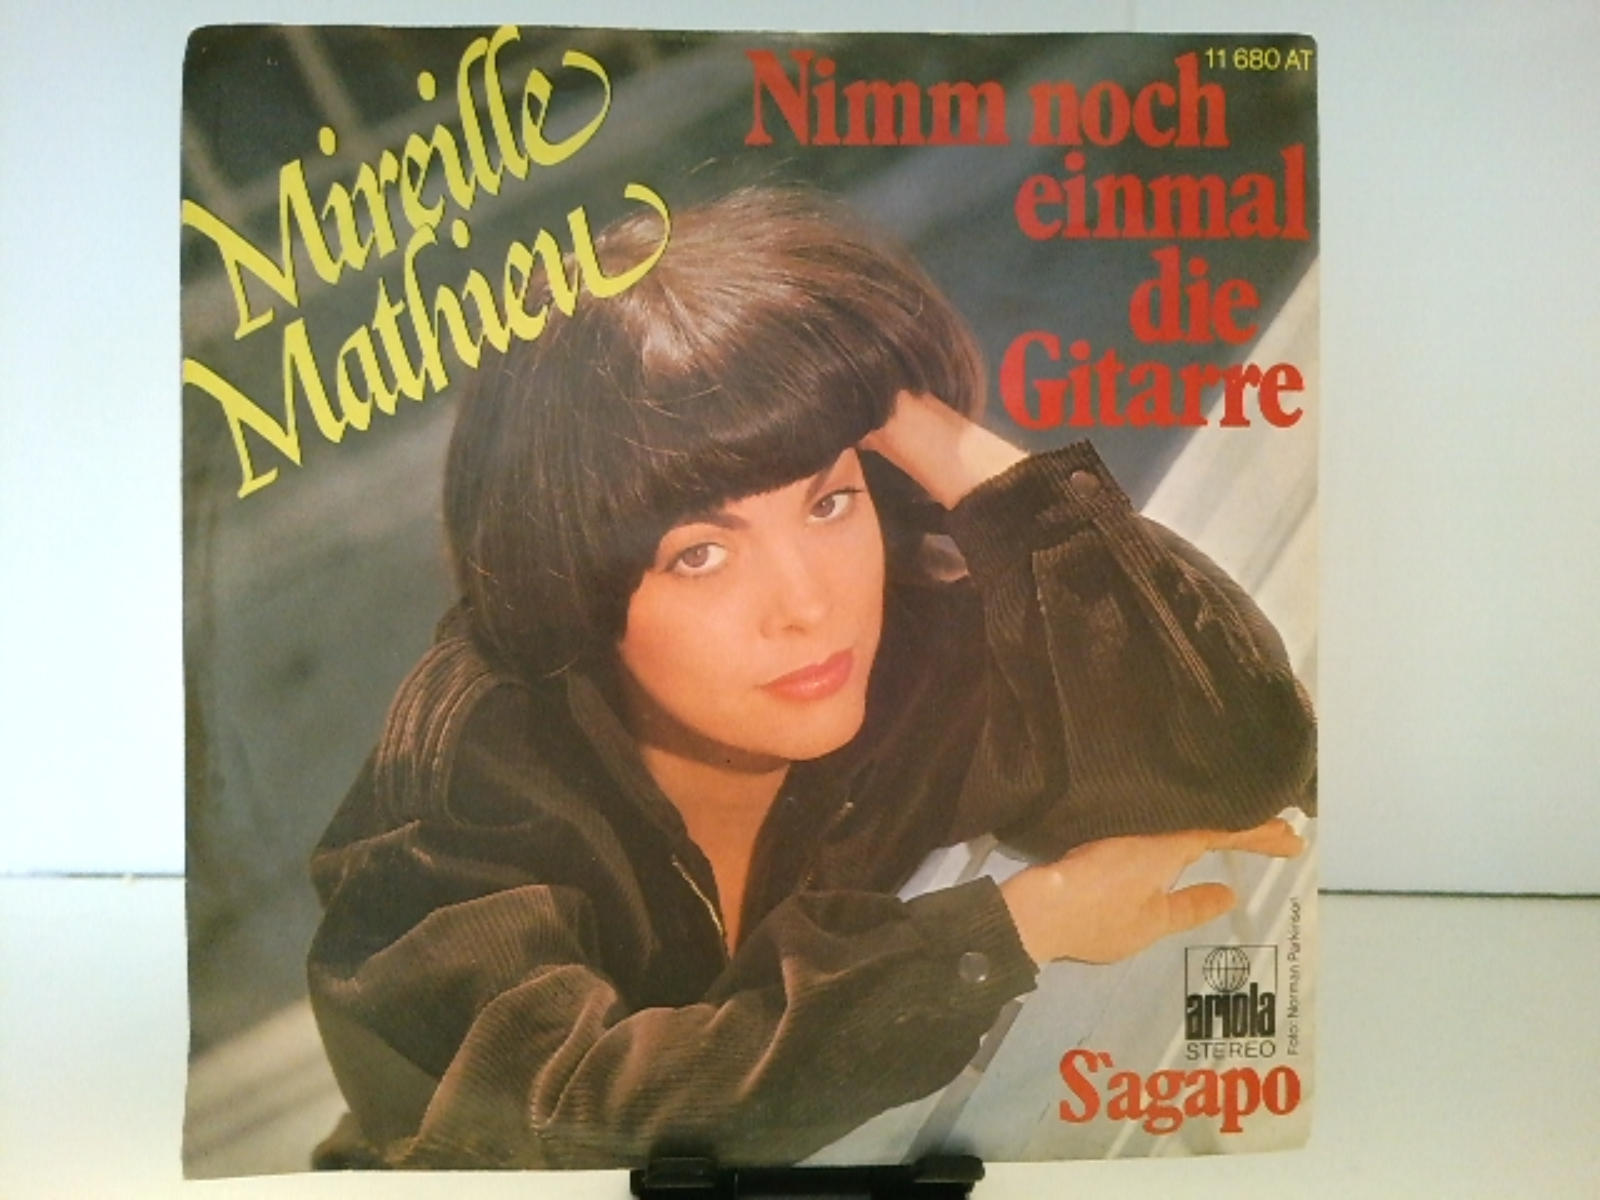 Mireille
Mathieu
11 680 AT
Nimm noch
einmal
die
Gitarre
ariola
STEREO
Foto: Norman Parkinson
S'agapo